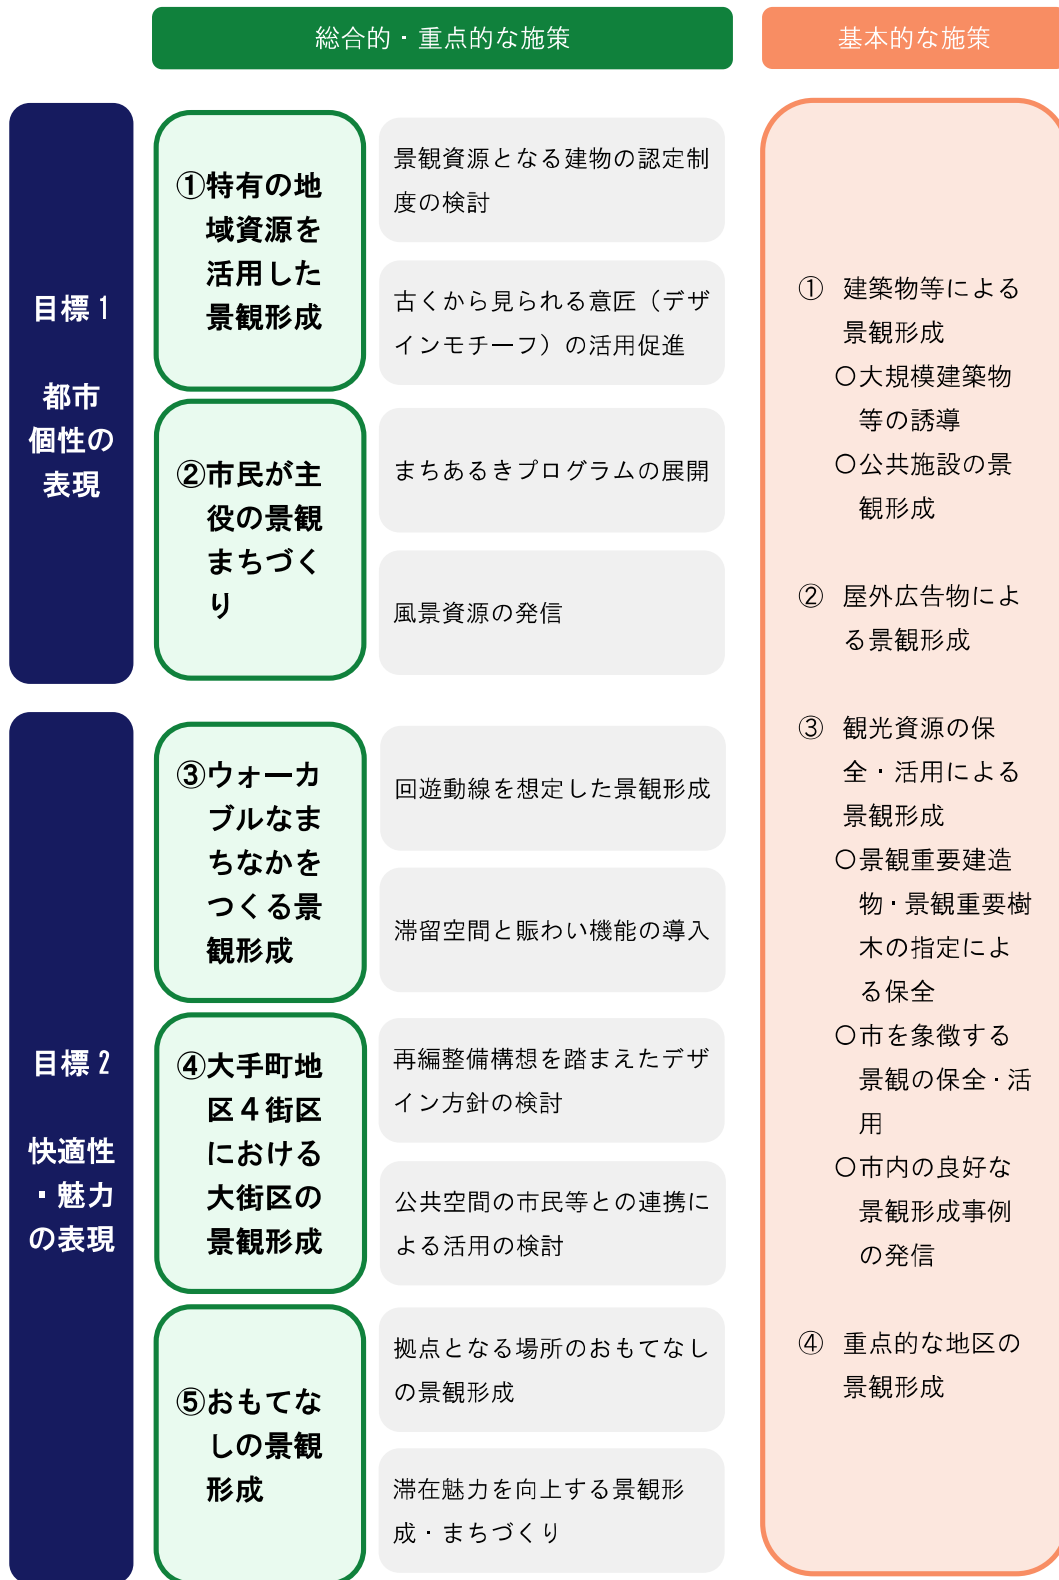 総合的・重点的な施策
基本的な施策
目標1
都市
個性の
表現
①特有の地
域資源を
活用した
景観形成
景観資源となる建物の認定制
度の検討
古くから見られる意匠（デザ
インモチーフ）の活用促進
②市民が主
役の景観
まちづく
り
まちあるきプログラムの展開
風景資源の発信
目標2
快適性
・魅力
の表現
③ウォーカ
ブルなま
ちなかを
つくる景
観形成
回遊動線を想定した景観形成
滞留空間と賑わい機能の導入
④大手町地
区４街区
における
大街区の
景観形成
再編整備構想を踏まえたデザ
イン方針の検討
公共空間の市民等との連携に
よる活用の検討
⑤おもてな
しの景観
形成
拠点となる場所のおもてなし
の景観形成
滞在魅力を向上する景観形
成・まちづくり
① 建築物等による
景観形成
〇大規模建築物
等の誘導
〇公共施設の景
観形成
② 屋外広告物によ
る景観形成
③ 観光資源の保
全・活用による
景観形成
〇景観重要建造
物・景観重要樹
木の指定によ
る保全
〇市を象徴する
景観の保全・活
用
〇市内の良好な
景観形成事例
の発信
④ 重点的な地区の
景観形成